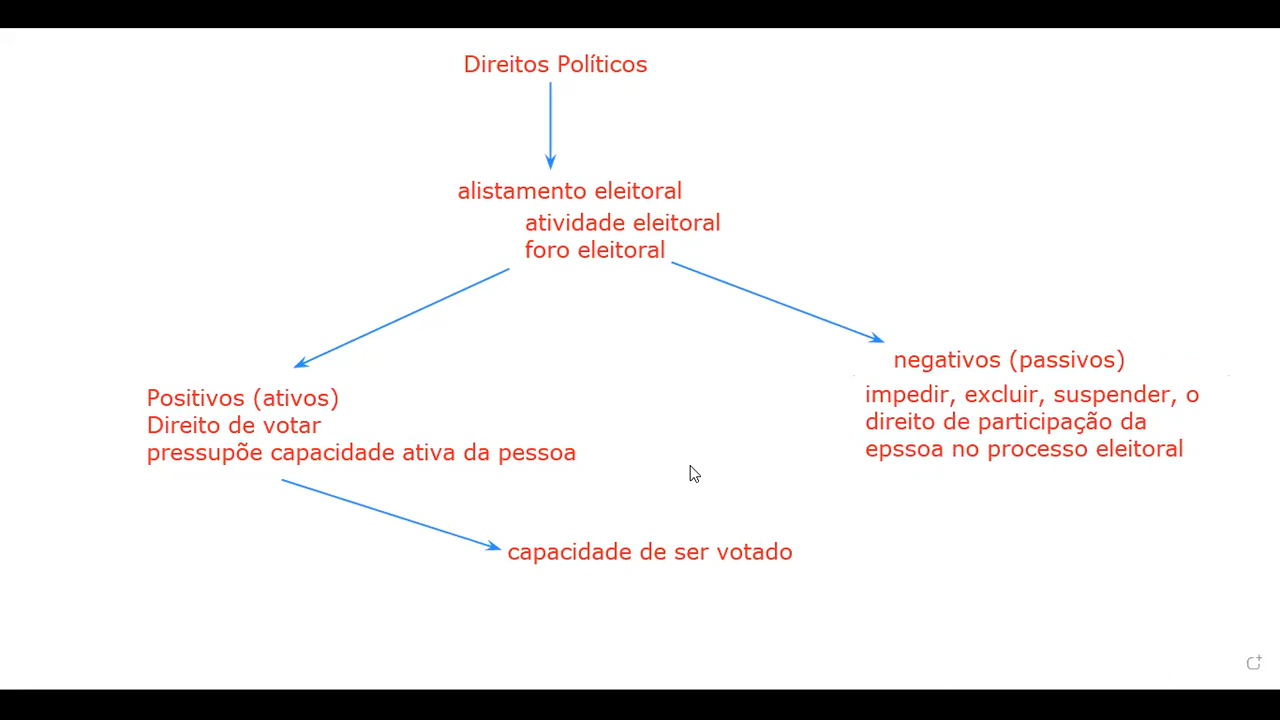 Direitos Políticos
alistamento eleitoral
atividade eleitoral
foro eleitoral
Positivos (ativos)
Direito de votar
pressupõe capacidade ativa da pessoa
negativos (passivos)
impedir, excluir, suspender, o
direito de participação da
epssoa no processo eleitoral
capacidade de ser votado